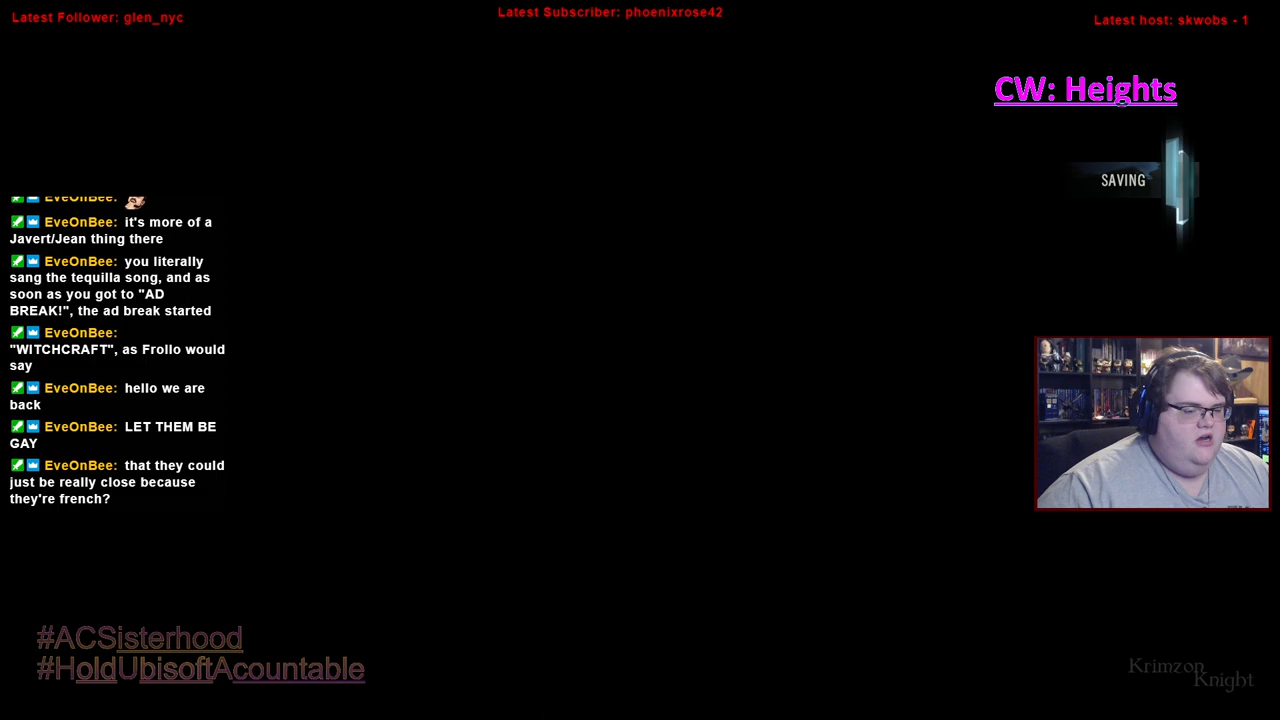 Latest Follower: glen_nyc
Latest Subscriber: phoenixrose42
Latest host: skwobs - 1
CW: Heights
SAVING
EveOnBee:
EveOnBee: it's more of a
Javert/Jean thing there
EveOnBee: you literally
sang the tequilla song, and as
soon as you got to "AD
BREAK!", the ad break started
EveOnBee:
"WITCHCRAFT", as Frollo would
say
EveOnBee: hello we are
back
EveOnBee: LET THEM BE
GAY
EveOnBee: that they could
just be really close because
they're french?
#ACSisterhood
#HoldUbisoftAcountable
Krimzon
Knight